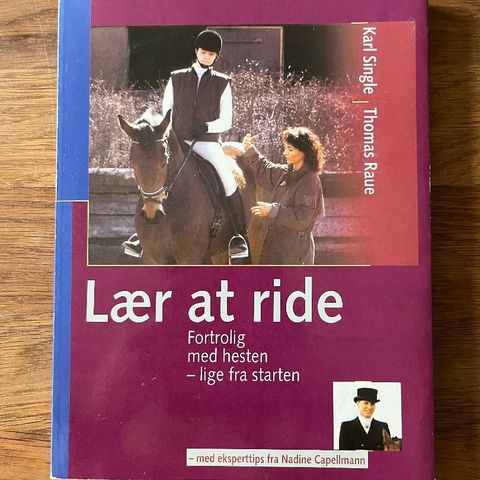 Karl Single
Thomas Raue
Lær at ride
Fortrolig
med hesten
– lige fra starten
– med eksperttips fra Nadine Capellmann